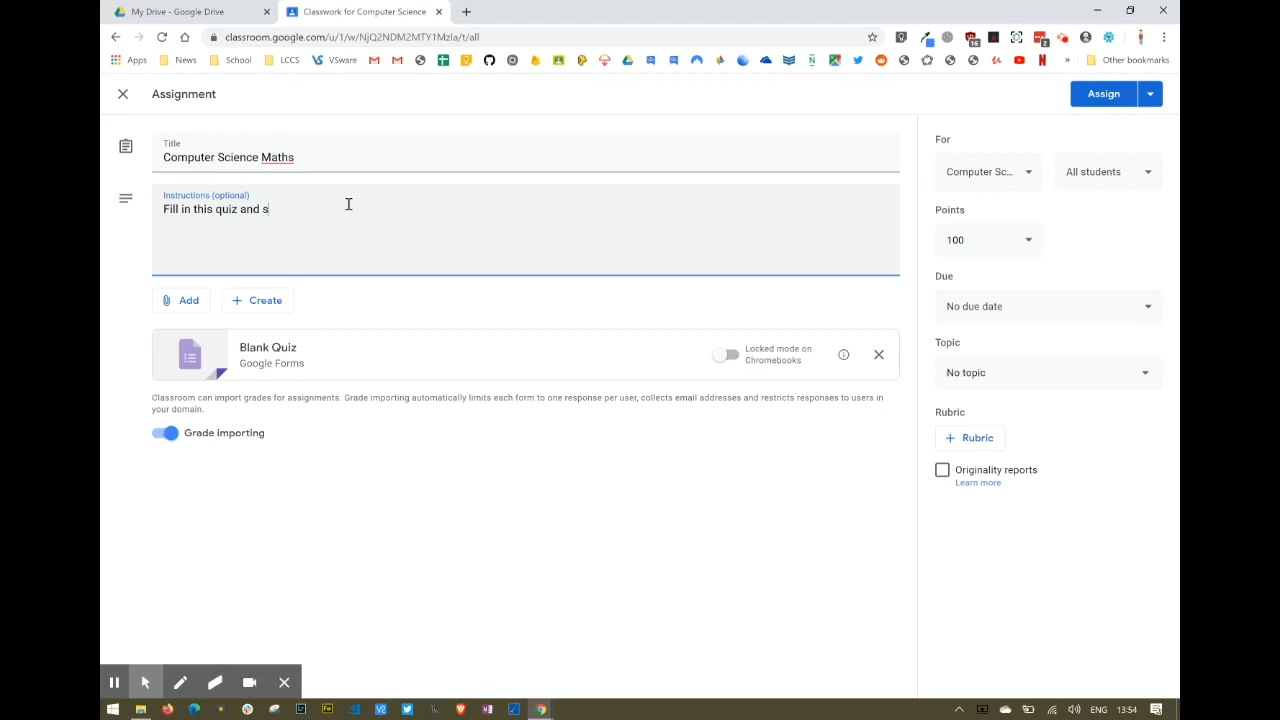 My Drive - Google Drive
Classwork for Computer Science
classroom.google.com/u/1/w/NjQ2NDM2MTY1Mzla/t/all
Apps
News
School
LCCS
VSware
Other bookmarks
Assignment
Assign
Title
Computer Science Maths
Instructions (optional)
Fill in this quiz and s
Add
Create
Blank Quiz
Google Forms
Locked mode on
Chromebooks
Classroom can import grades for assignments. Grade importing automatically limits each form to one response per user, collects email addresses and restricts responses to users in
your domain.
Grade importing
For
Computer Sc...
All students
Points
100
Due
No due date
Topic
No topic
Rubric
Rubric
Originality reports
Learn more
ENG
13:54